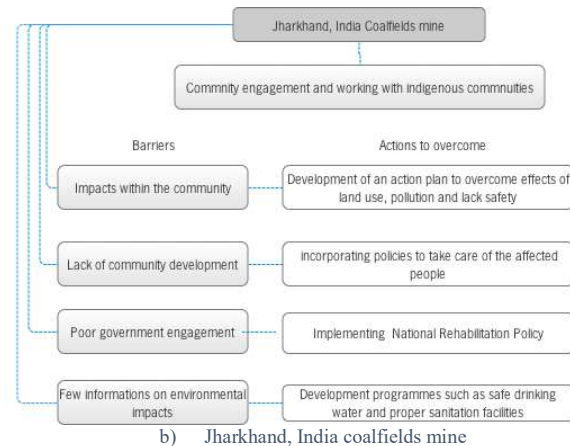 Jharkhand, India Coalfields mine
Commnity engagement and working with indigenous commnuities
Barriers
Actions to overcome
Impacts within the community
Development of an action plan to overcome effects of
land use, pollution and lack safety
Lack of community development
incorporating policies to take care of the affected
people
Poor government engagement
Implementing National Rehabilitation Policy
Few informations on environmental
impacts
Development programmes such as safe drinking
water and proper sanitation facilities
b) Jharkhand, India coalfields mine